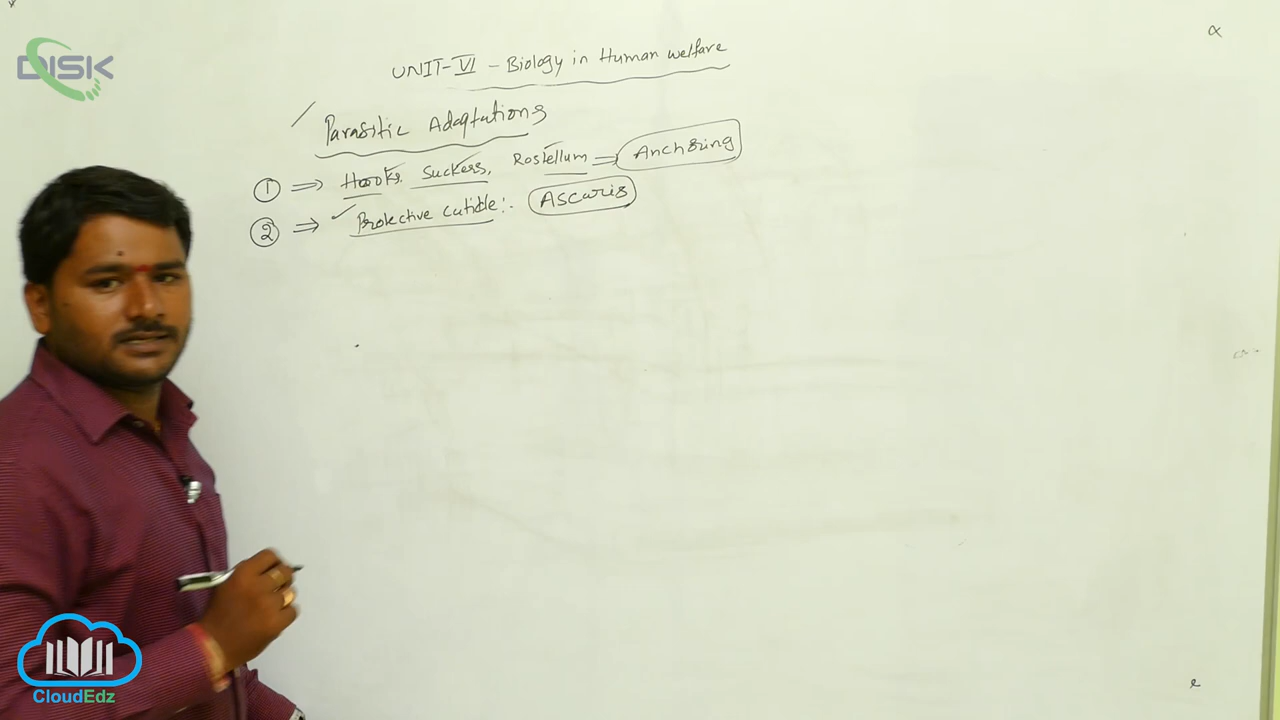 DISK
UNIT-VI - Biology in Human welfare
Parasitic Adaptations
① ⇒ Hooks, Suckers, Rostellum ⇒ Anchoring
② ⇒ ✓ Protective cuticle:- Ascaris
CloudEdz